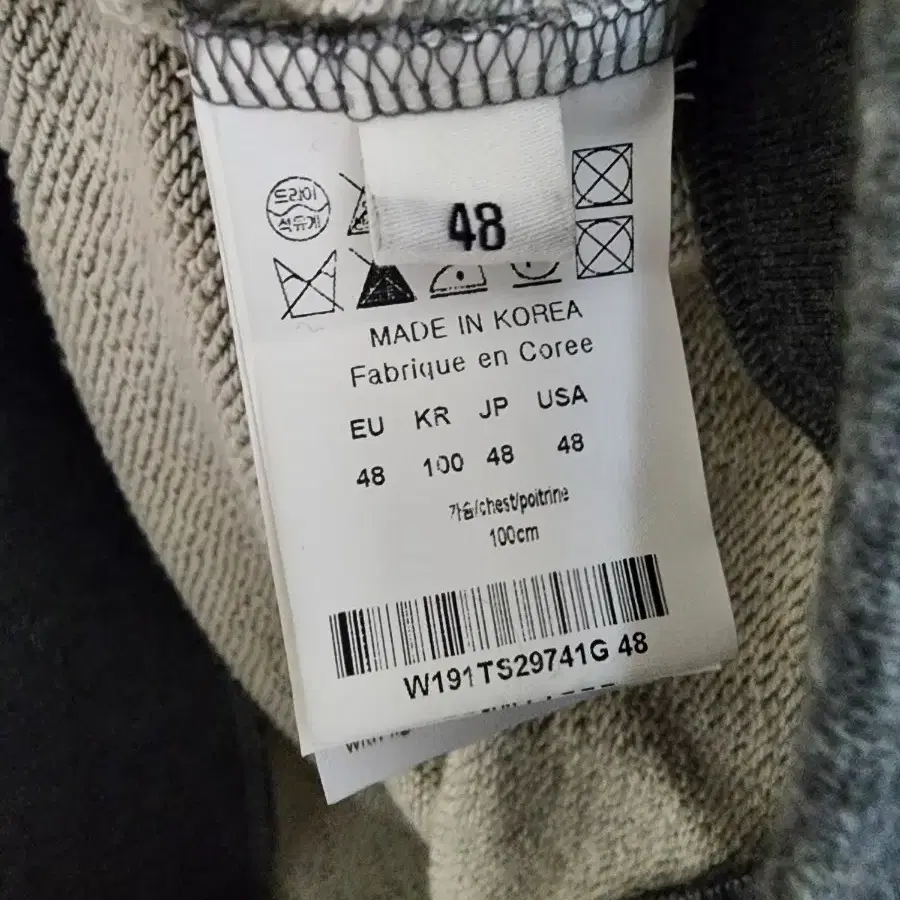 드라이
석유계
48
MADE IN KOREA
Fabrique en Coree
EU KR JP USA
48 100 48 48
가슴/chest/poitrine
100cm
W191TS29741G 48